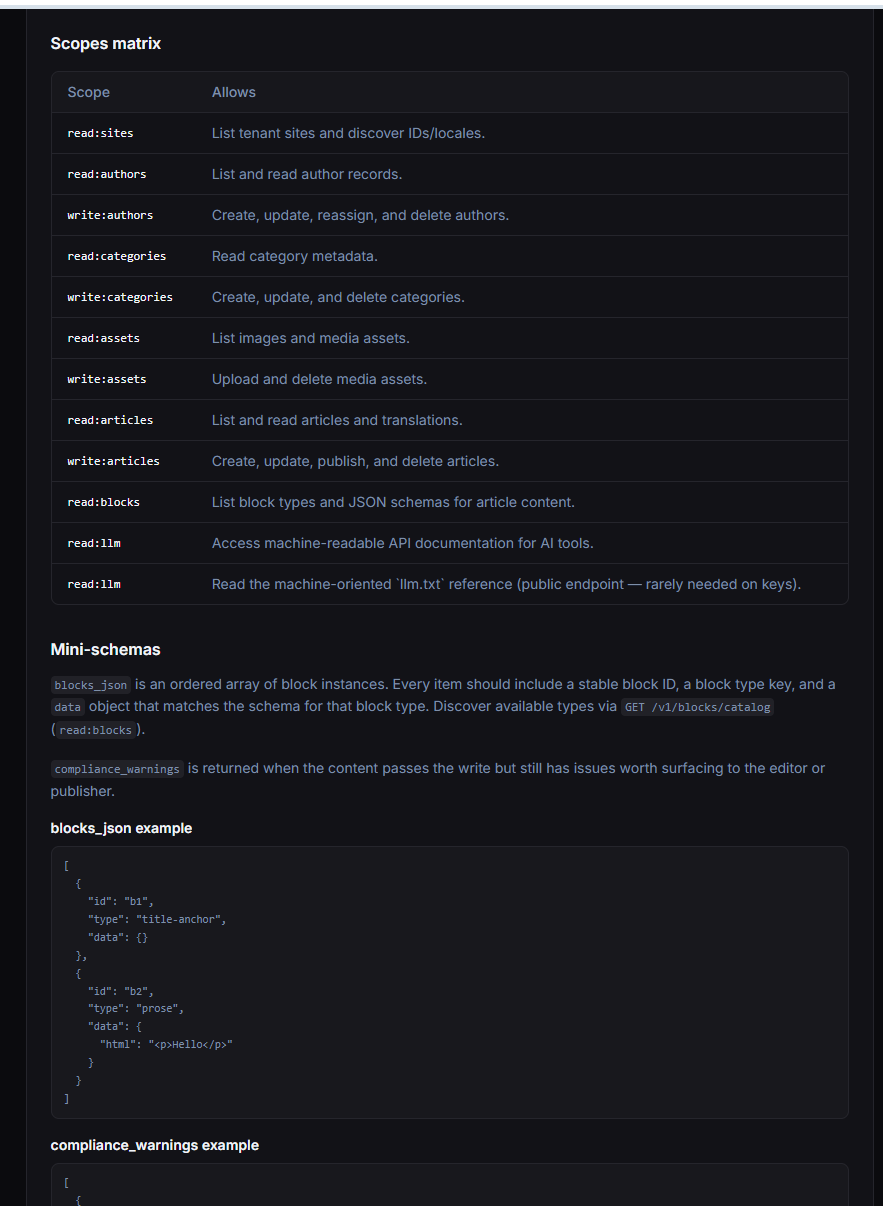 Scopes matrix
Scope Allows
read:sites List tenant sites and discover IDs/locales.
read:authors List and read author records.
write:authors Create, update, reassign, and delete authors.
read:categories Read category metadata.
write:categories Create, update, and delete categories.
read:assets List images and media assets.
write:assets Upload and delete media assets.
read:articles List and read articles and translations.
write:articles Create, update, publish, and delete articles.
read:blocks List block types and JSON schemas for article content.
read:llm Access machine-readable API documentation for AI tools.
read:llm Read the machine-oriented `llm.txt` reference (public endpoint — rarely needed on keys).
Mini-schemas
blocks_json is an ordered array of block instances. Every item should include a stable block ID, a block type key, and a
data object that matches the schema for that block type. Discover available types via GET /v1/blocks/catalog
(read:blocks).
compliance_warnings is returned when the content passes the write but still has issues worth surfacing to the editor or
publisher.
blocks_json example
[
  {
    "id": "b1",
    "type": "title-anchor",
    "data": {}
  },
  {
    "id": "b2",
    "type": "prose",
    "data": {
      "html": "<p>Hello</p>"
    }
  }
]
compliance_warnings example
[
  {